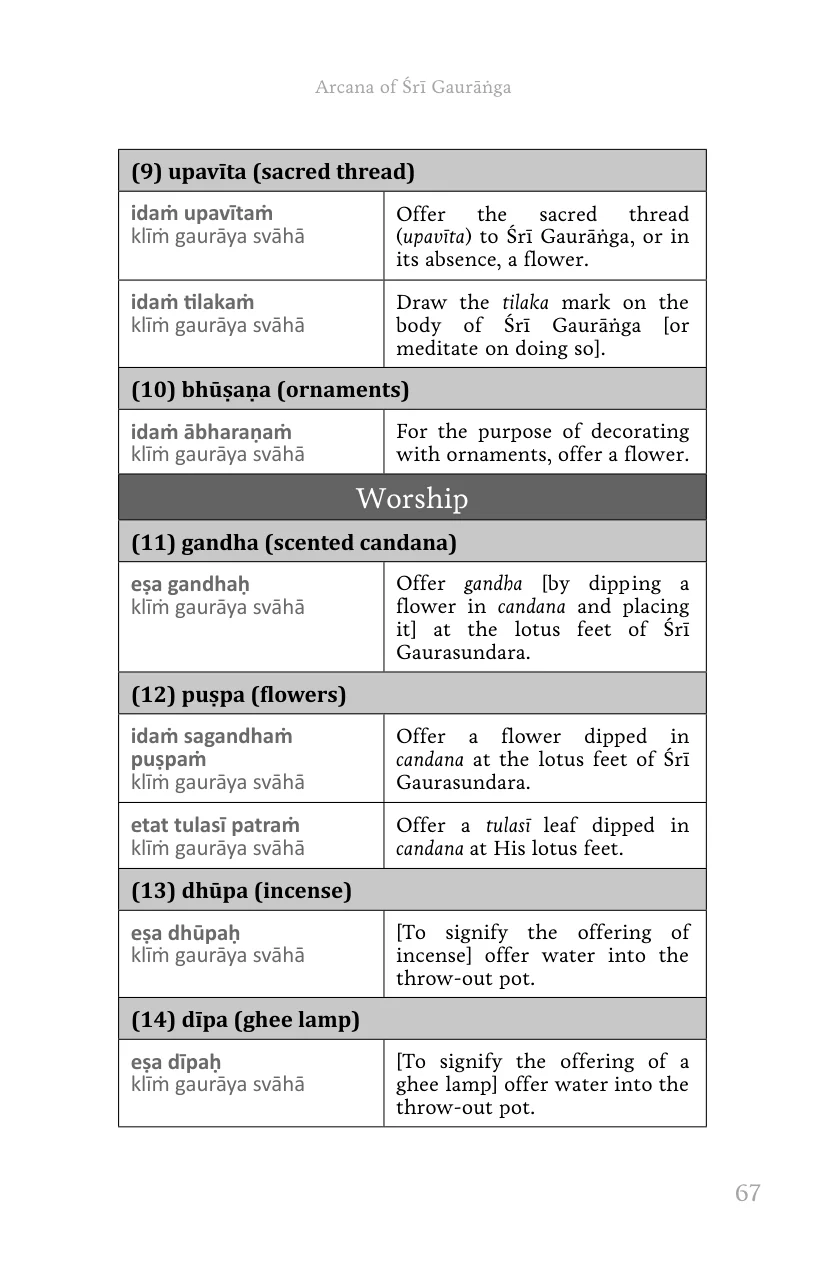 Arcana of Śrī Gaurāṅga
(9) upavīta (sacred thread)
idaṁ upavītaṁ
klīṁ gaurāya svāhā
Offer the sacred thread
(upavīta) to Śrī Gaurāṅga, or in
its absence, a flower.
idaṁ tilakaṁ
klīṁ gaurāya svāhā
Draw the tilaka mark on the
body of Śrī Gaurāṅga [or
meditate on doing so].
(10) bhūṣaṇa (ornaments)
idaṁ ābharaṇaṁ
klīṁ gaurāya svāhā
For the purpose of decorating
with ornaments, offer a flower.
Worship
(11) gandha (scented candana)
eṣa gandhaḥ
klīṁ gaurāya svāhā
Offer gandha [by dipping a
flower in candana and placing
it] at the lotus feet of Śrī
Gaurasundara.
(12) puṣpa (flowers)
idaṁ sagandhaṁ
puṣpaṁ
klīṁ gaurāya svāhā
Offer a flower dipped in
candana at the lotus feet of Śrī
Gaurasundara.
etat tulasī patraṁ
klīṁ gaurāya svāhā
Offer a tulasī leaf dipped in
candana at His lotus feet.
(13) dhūpa (incense)
eṣa dhūpaḥ
klīṁ gaurāya svāhā
[To signify the offering of
incense] offer water into the
throw-out pot.
(14) dīpa (ghee lamp)
eṣa dīpaḥ
klīṁ gaurāya svāhā
[To signify the offering of a
ghee lamp] offer water into the
throw-out pot.
67